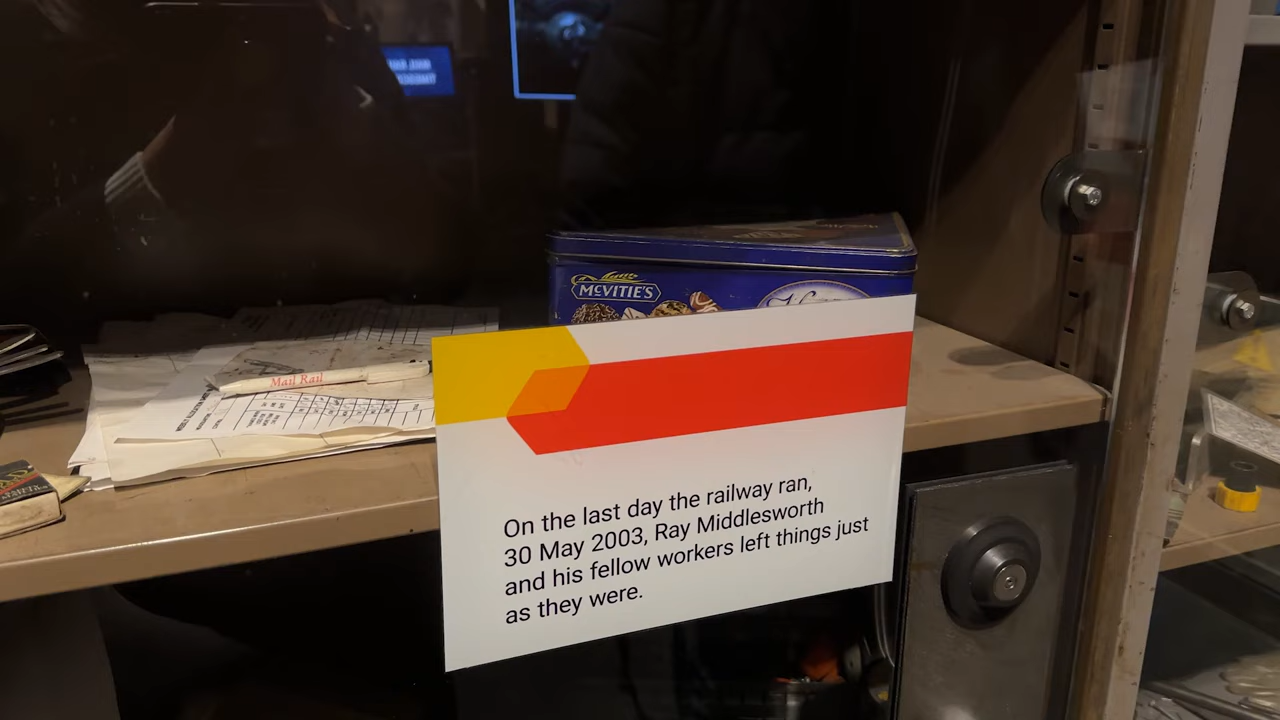 McVITIE'S
Mail Rail
On the last day the railway ran,
30 May 2003, Ray Middlesworth
and his fellow workers left things just
as they were.